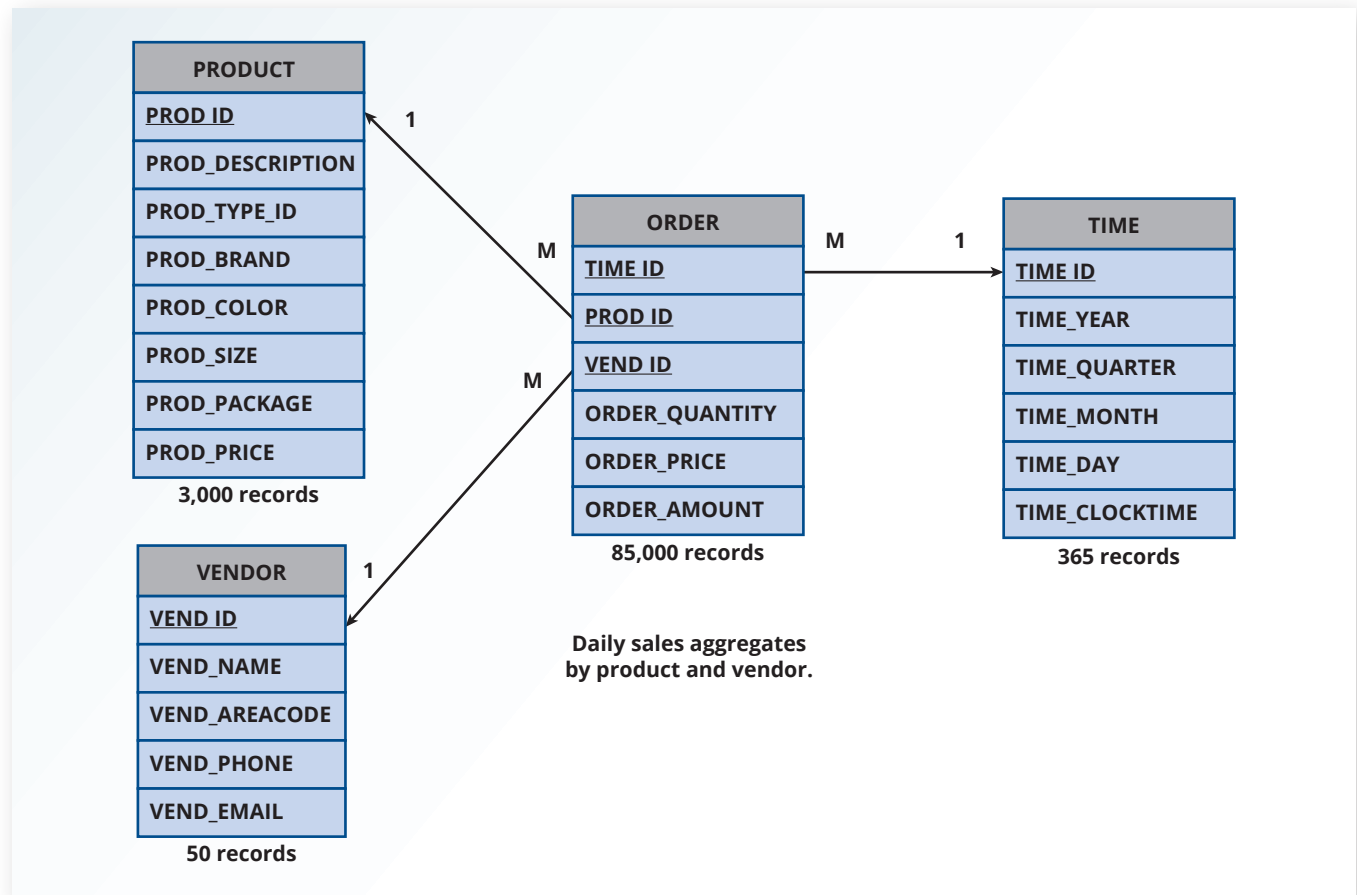 PRODUCT
PROD ID
PROD_DESCRIPTION
PROD_TYPE_ID
PROD_BRAND
PROD_COLOR
PROD_SIZE
PROD_PACKAGE
PROD_PRICE
3,000 records
1
M
VENDOR
VEND ID
VEND_NAME
VEND_AREACODE
VEND_PHONE
VEND_EMAIL
50 records
1
M
ORDER
TIME ID
PROD ID
VEND ID
ORDER_QUANTITY
ORDER_PRICE
ORDER_AMOUNT
85,000 records
Daily sales aggregates
by product and vendor.
M
1
TIME
TIME ID
TIME_YEAR
TIME_QUARTER
TIME_MONTH
TIME_DAY
TIME_CLOCKTIME
365 records